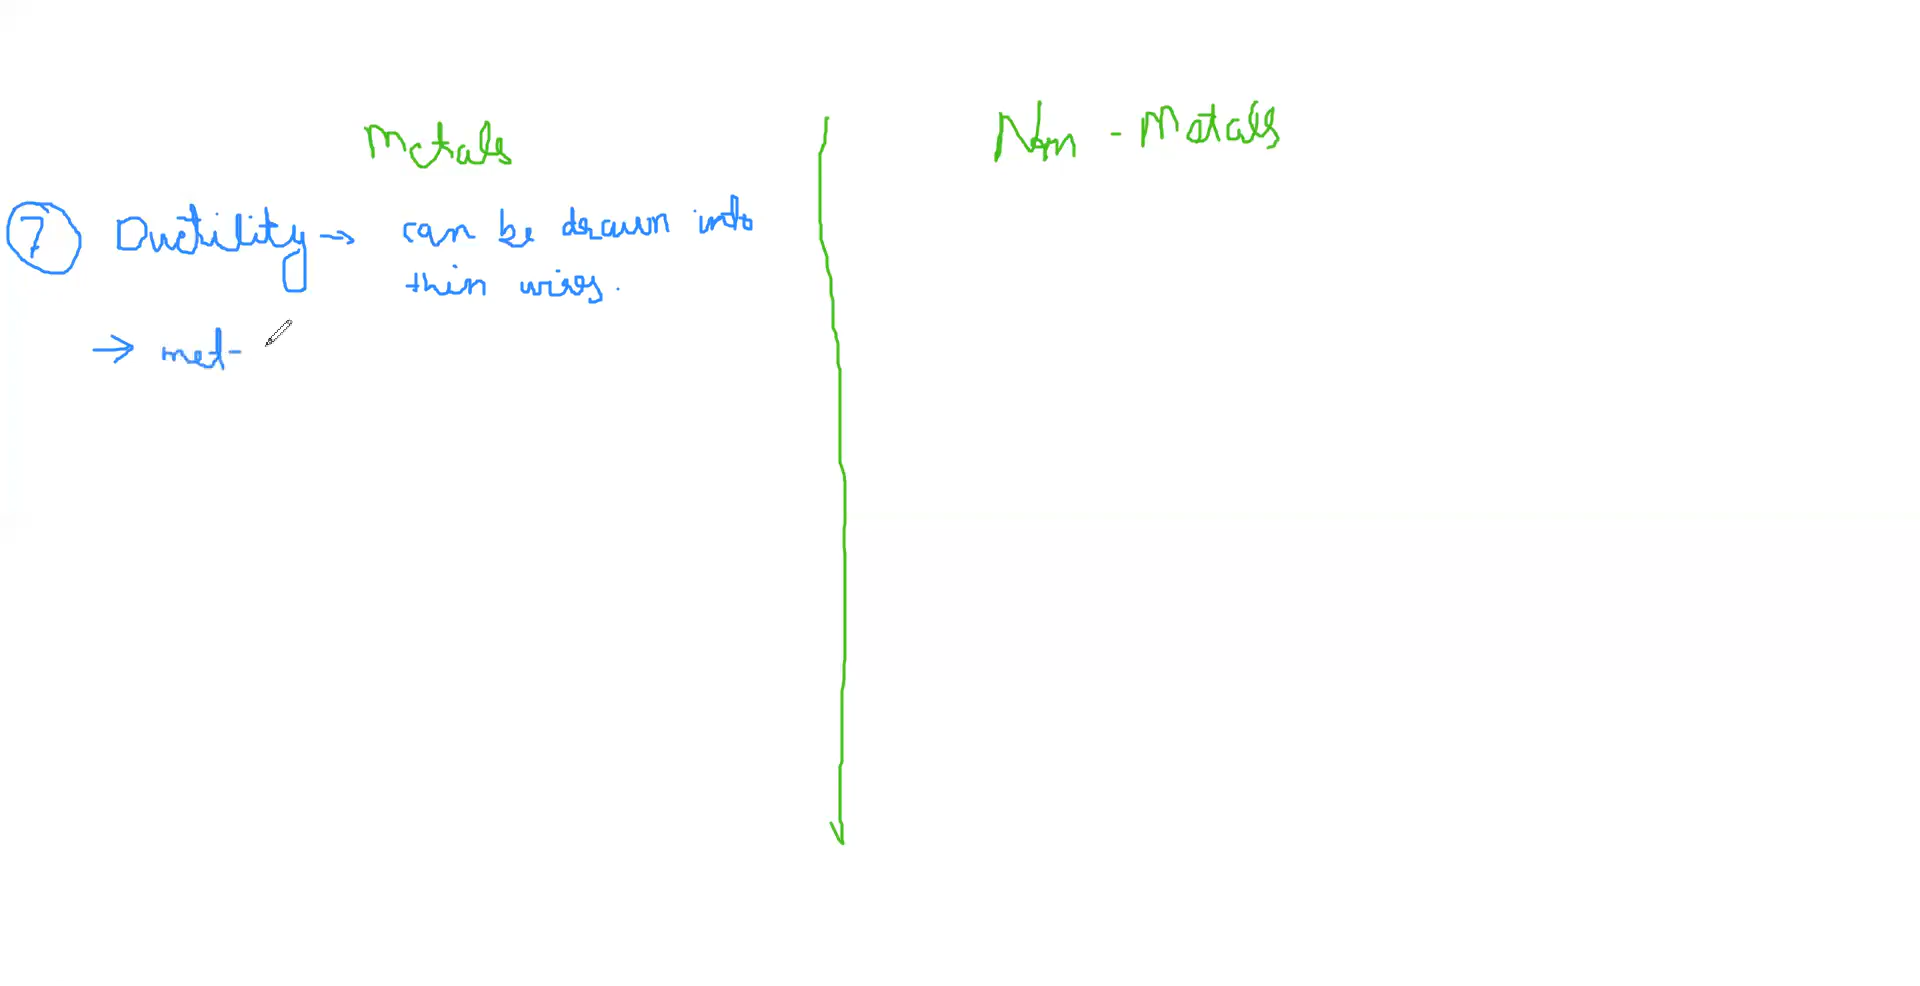 Metals
Non - Metals
7 Ductility → can be drawn into
thin wires.
→ met-